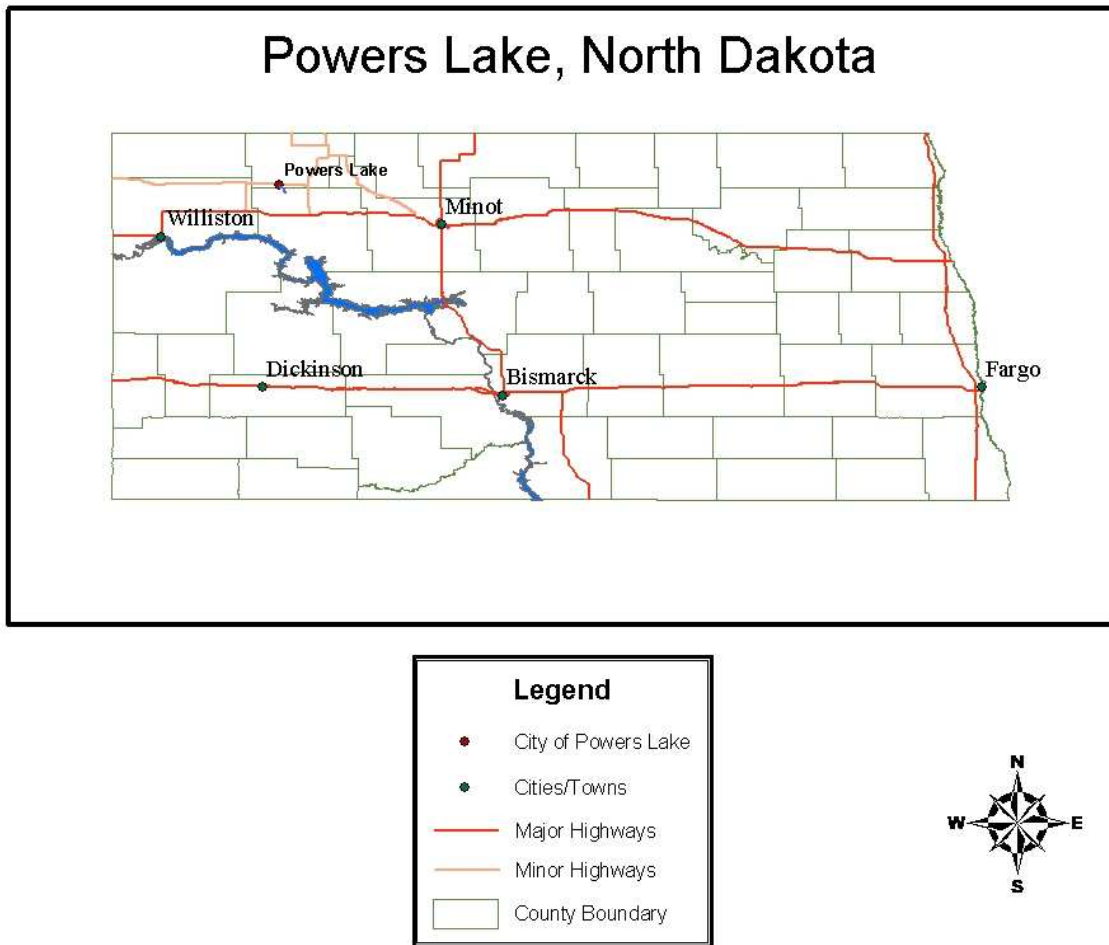 Powers Lake, North Dakota
Powers Lake
Minot
Williston
Dickinson
Bismarck
Fargo
Legend
City of Powers Lake
Cities/Towns
Major Highways
Minor Highways
County Boundary
N
W E
S